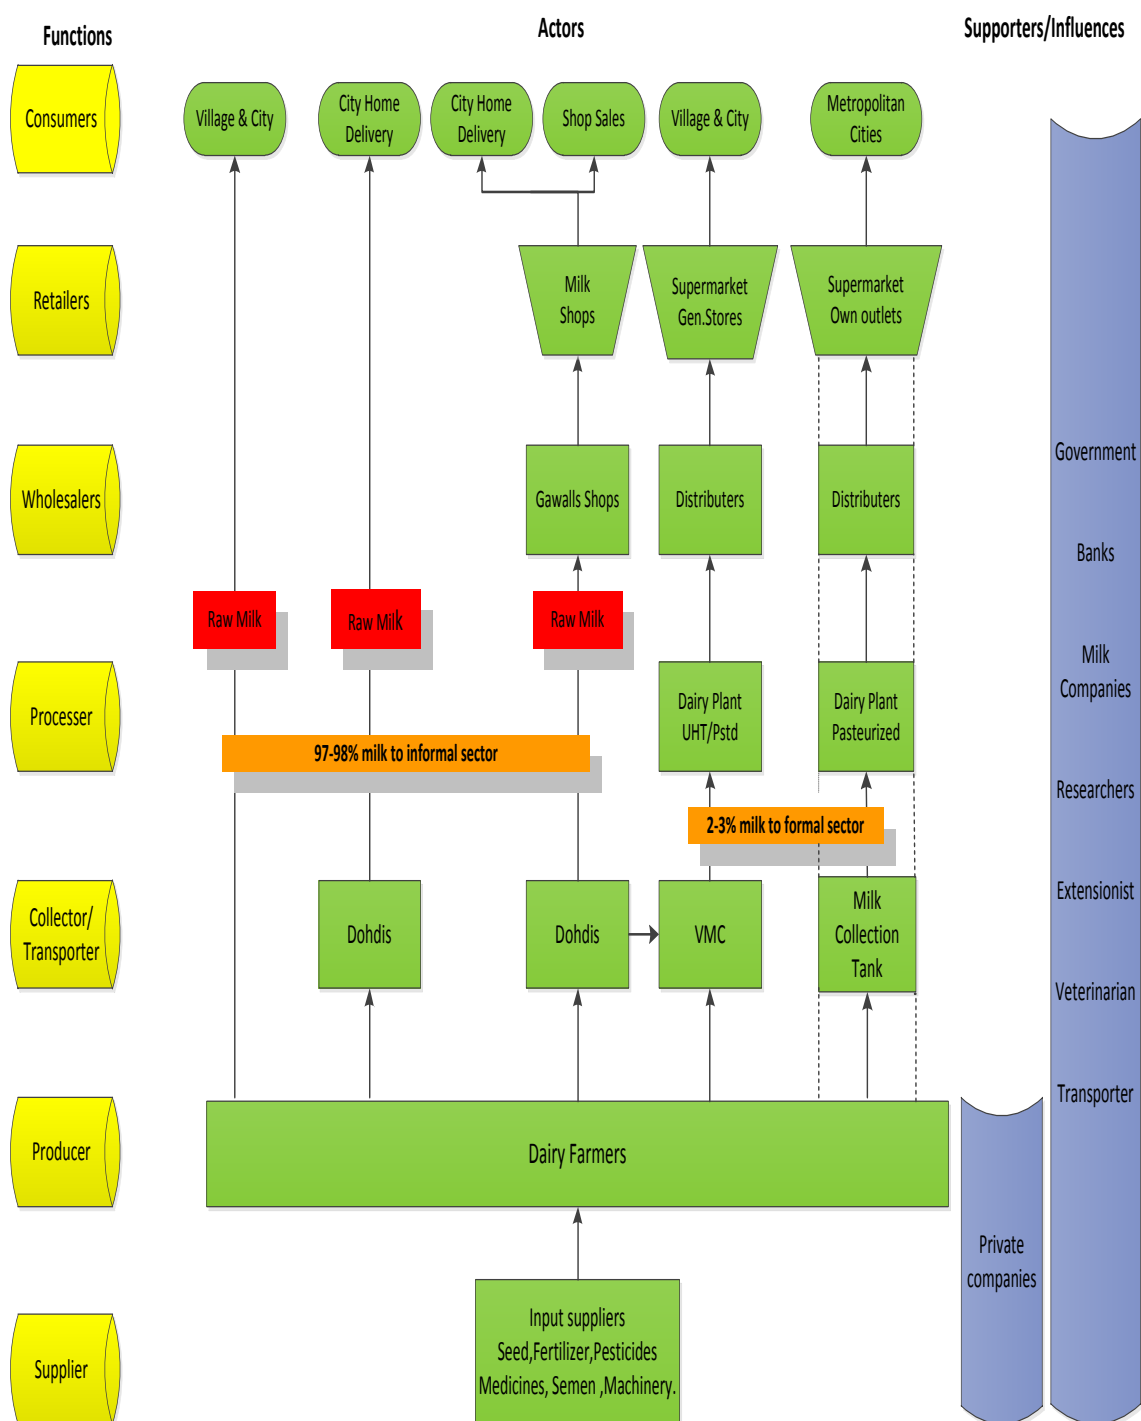 Functions
Actors
Supporters/Influences
Consumers
Village & City
City Home
Delivery
City Home
Delivery
Shop Sales
Village & City
Metropolitan
Cities
Retailers
Milk
Shops
Supermarket
Gen.Stores
Supermarket
Own outlets
Wholesalers
Gawalls Shops
Distributers
Distributers
Government
Banks
Raw Milk
Raw Milk
Raw Milk
Milk
Companies
Processer
Dairy Plant
UHT/Pstd
Dairy Plant
Pasteurized
97-98% milk to informal sector
2-3% milk to formal sector
Researchers
Extensionist
Collector/
Transporter
Dohdis
Dohdis
VMC
Milk
Collection
Tank
Veterinarian
Transporter
Producer
Dairy Farmers
Private
companies
Supplier
Input suppliers
Seed,Fertilizer,Pesticides
Medicines, Semen ,Machinery.